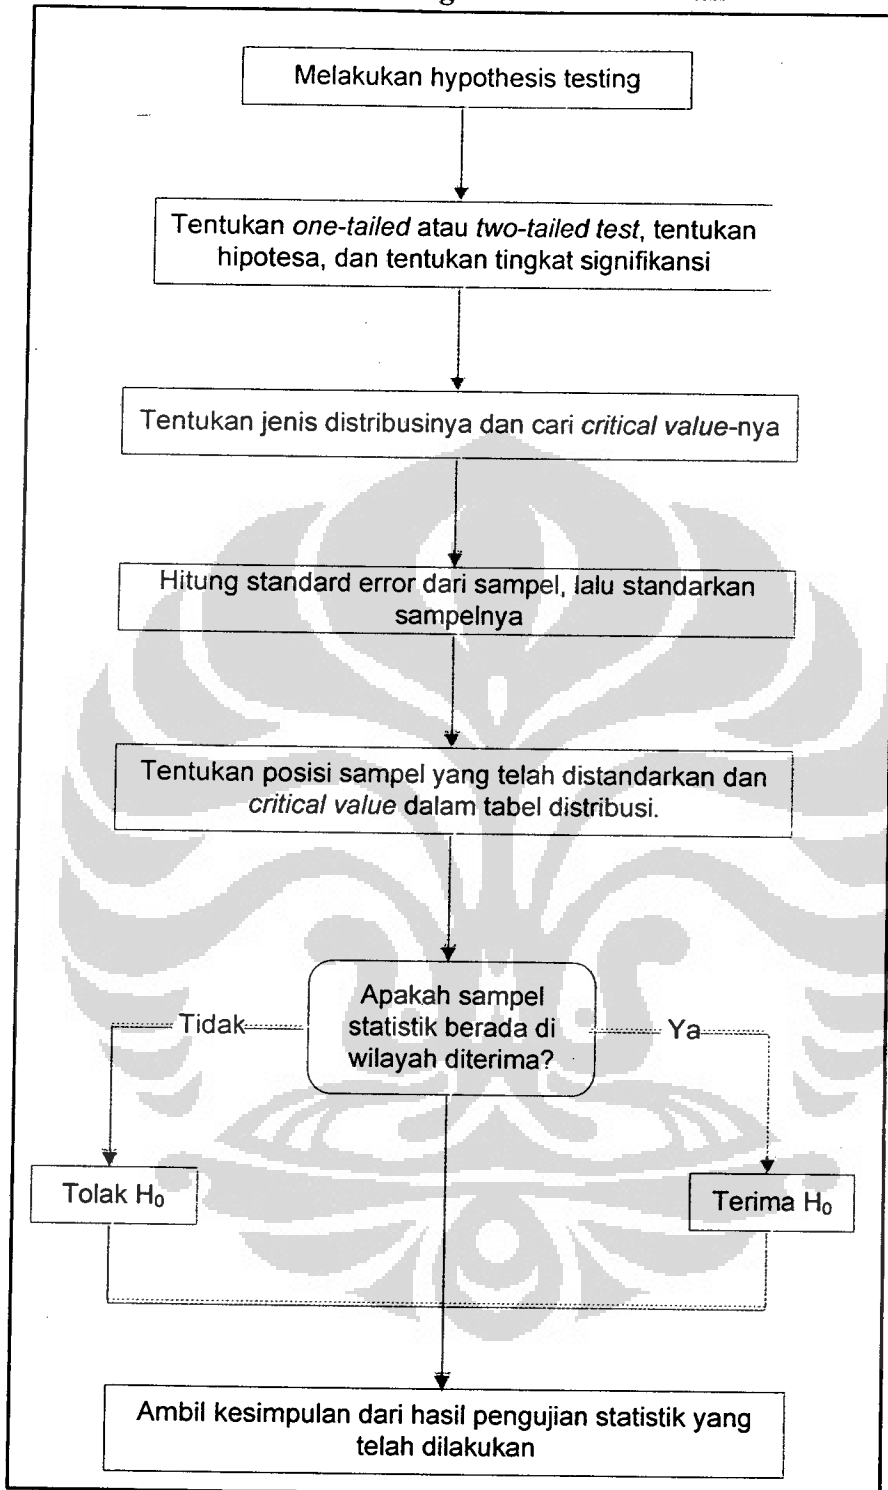 Melakukan hypothesis testing
Tentukan one-tailed atau two-tailed test, tentukan
hipotesa, dan tentukan tingkat signifikansi
Tentukan jenis distribusinya dan cari critical value-nya
Hitung standard error dari sampel, lalu standarkan
sampelnya
Tentukan posisi sampel yang telah distandarkan dan
critical value dalam tabel distribusi.
Apakah sampel
statistik berada di
wilayah diterima?
Tidak
Ya
Tolak H₀
Terima H₀
Ambil kesimpulan dari hasil pengujian statistik yang
telah dilakukan